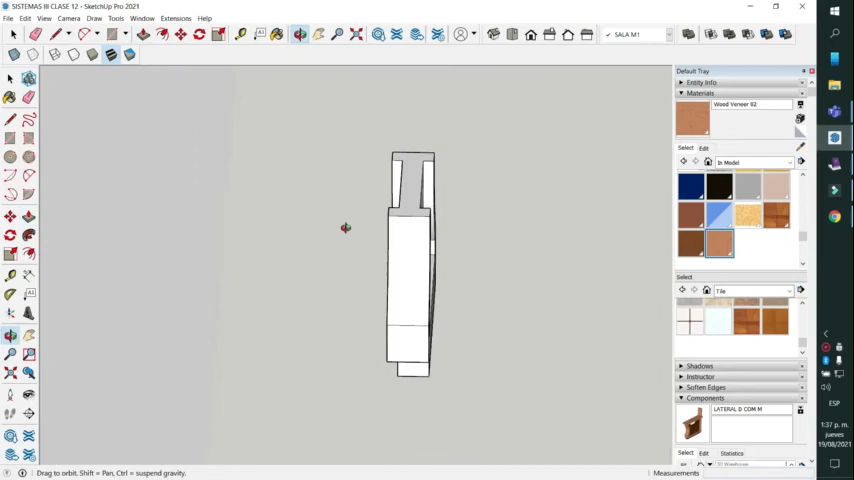 SISTEMAS III CLASE 12 - SketchUp Pro 2021
File Edit View Camera Draw Tools Window Extensions Help
SALA M1
Default Tray
Entity Info
Materials
Wood Veneer 02
Select Edit
In Model
Select
Tile
Shadows
Instructor
Soften Edges
Components
LATERAL D COM M
Select Edit Statistics
3D Warehouse
ESP
1:37 p. m.
jueves
19/08/2021
Drag to orbit. Shift = Pan, Ctrl = suspend gravity.
Measurements